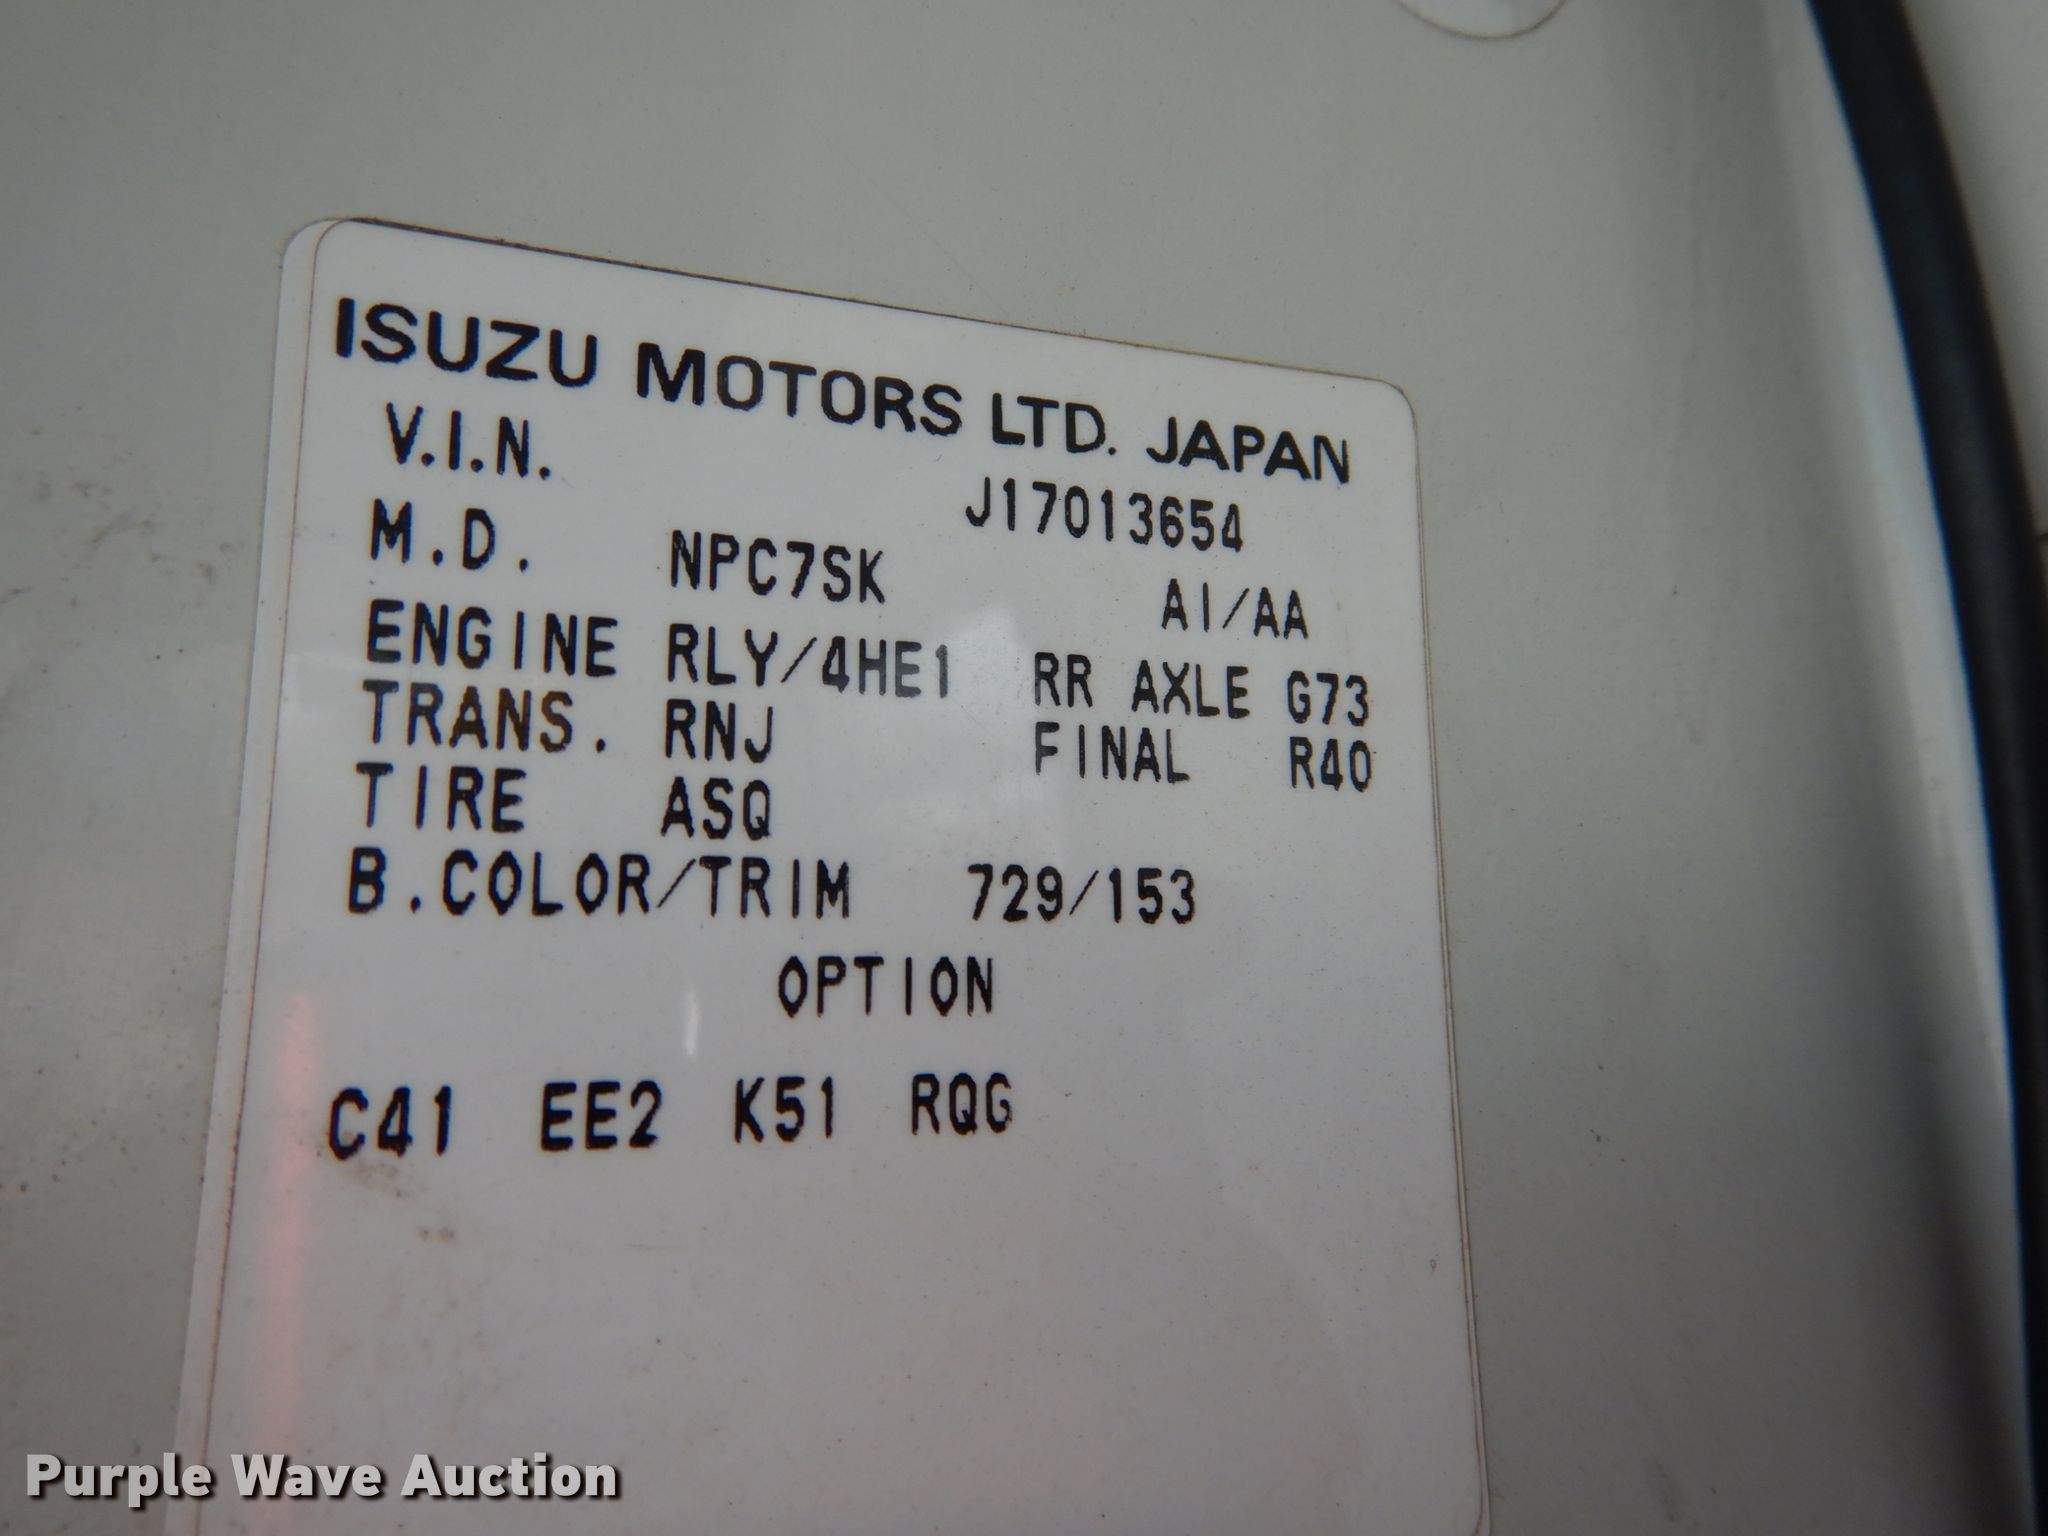 ISUZU MOTORS LTD. JAPAN
V.I.N. J17013654
M.D. NPC7SK A1/AA
ENGINE RLY/4HE1 RR AXLE G73
TRANS. RNJ FINAL R40
TIRE ASQ
B.COLOR/TRIM 729/153
OPTION
C41 EE2 K51 RQG
Purple Wave Auction